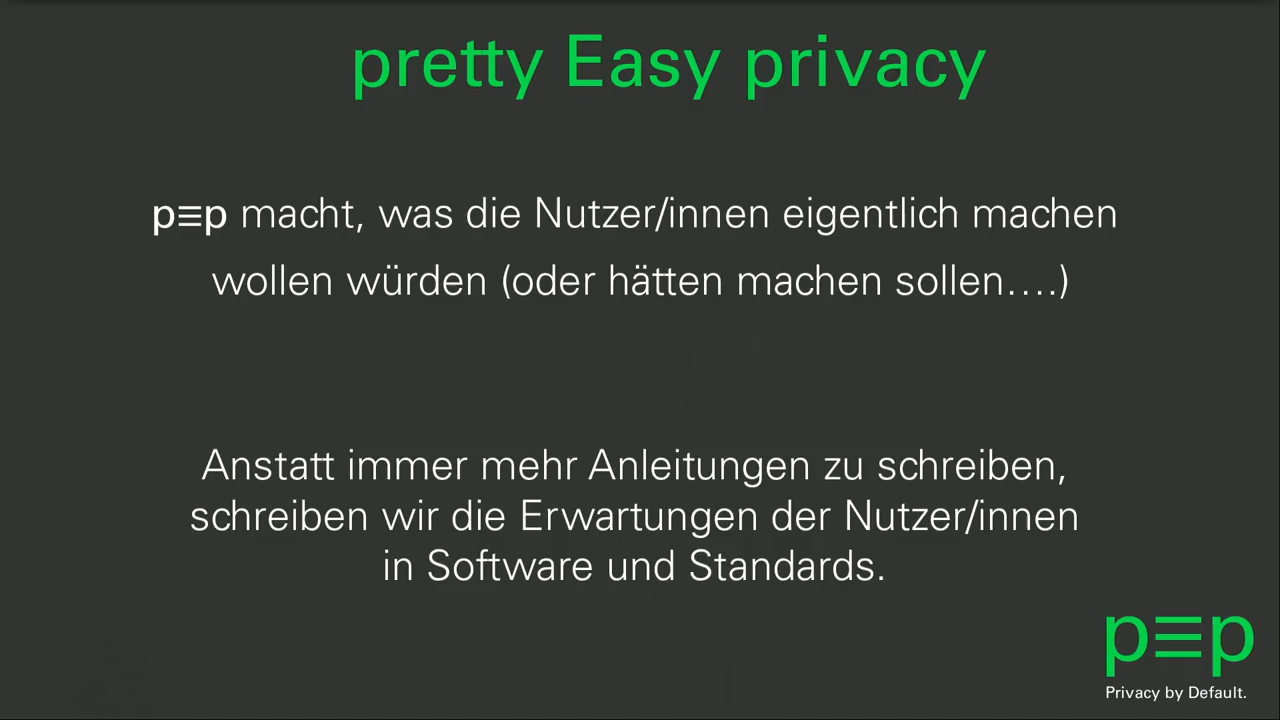 pretty Easy privacy
p≡p macht, was die Nutzer/innen eigentlich machen
wollen würden (oder hätten machen sollen….)
Anstatt immer mehr Anleitungen zu schreiben,
schreiben wir die Erwartungen der Nutzer/innen
in Software und Standards.
p≡p
Privacy by Default.